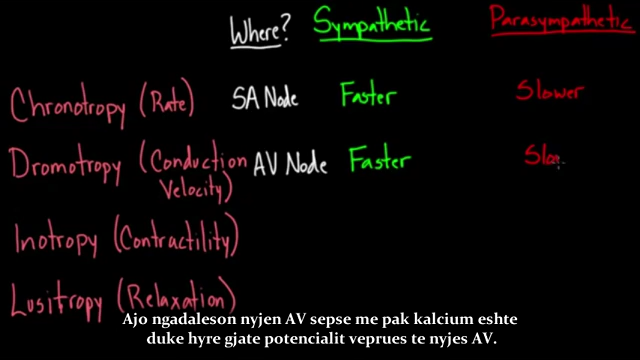 Where? Sympathetic Parasympathetic
Chronotropy (Rate) SA Node Faster Slower
Dromotropy (Conduction Velocity) AV Node Faster
Inotropy (Contractility)
Lusitropy (Relaxation)
Ajo ngadaleson nyjen AV sepse me pak kalcium eshte
duke hyre gjate potencialit veprues te nyjes AV.